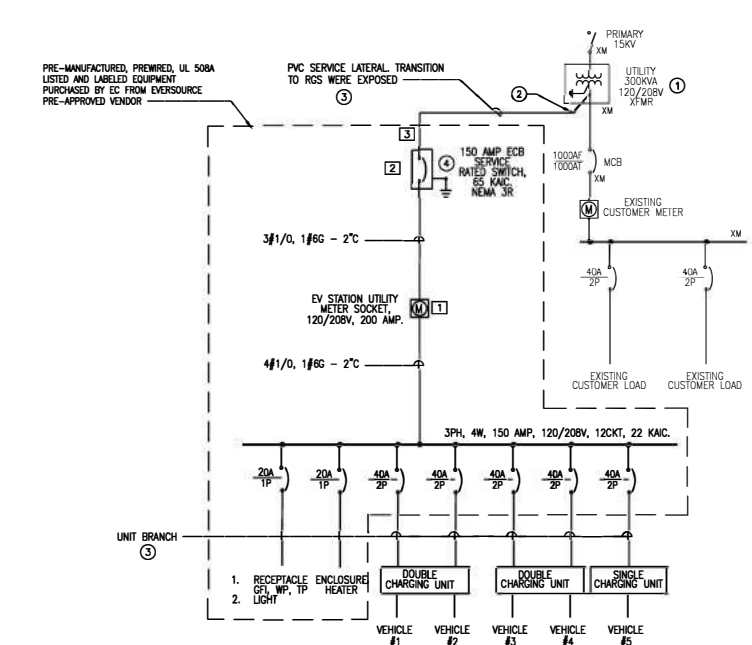 PRIMARY
15KV
XM
PRE-MANUFACTURED, PREWIRED, UL 508A
LISTED AND LABELED EQUIPMENT
PURCHASED BY EC FROM EVERSOURCE
PRE-APPROVED VENDOR
PVC SERVICE LATERAL. TRANSITION
TO RGS WERE EXPOSED
3
2
UTILITY
300KVA
120/208V
XFMR
1
XM
3
2
4
150 AMP ECB
SERVICE
RATED SWITCH,
65 KAIC.
NEMA 3R
1000AF
1000AT
MCB
XM
M
EXISTING
CUSTOMER METER
XM
3#1/0, 1#6G - 2"C
40A
2P
40A
2P
EV STATION UTILITY
METER SOCKET,
120/208V, 200 AMP.
M
1
4#1/0, 1#6G - 2"C
EXISTING
CUSTOMER LOAD
EXISTING
CUSTOMER LOAD
3PH, 4W, 150 AMP, 120/208V, 12CKT, 22 KAIC.
20A
1P
20A
1P
40A
2P
40A
2P
40A
2P
40A
2P
40A
2P
UNIT BRANCH
3
1. RECEPTACLE
GFI, WP, TP
2. LIGHT
ENCLOSURE
HEATER
DOUBLE
CHARGING UNIT
DOUBLE
CHARGING UNIT
SINGLE
CHARGING UNIT
VEHICLE
#1
VEHICLE
#2
VEHICLE
#3
VEHICLE
#4
VEHICLE
#5